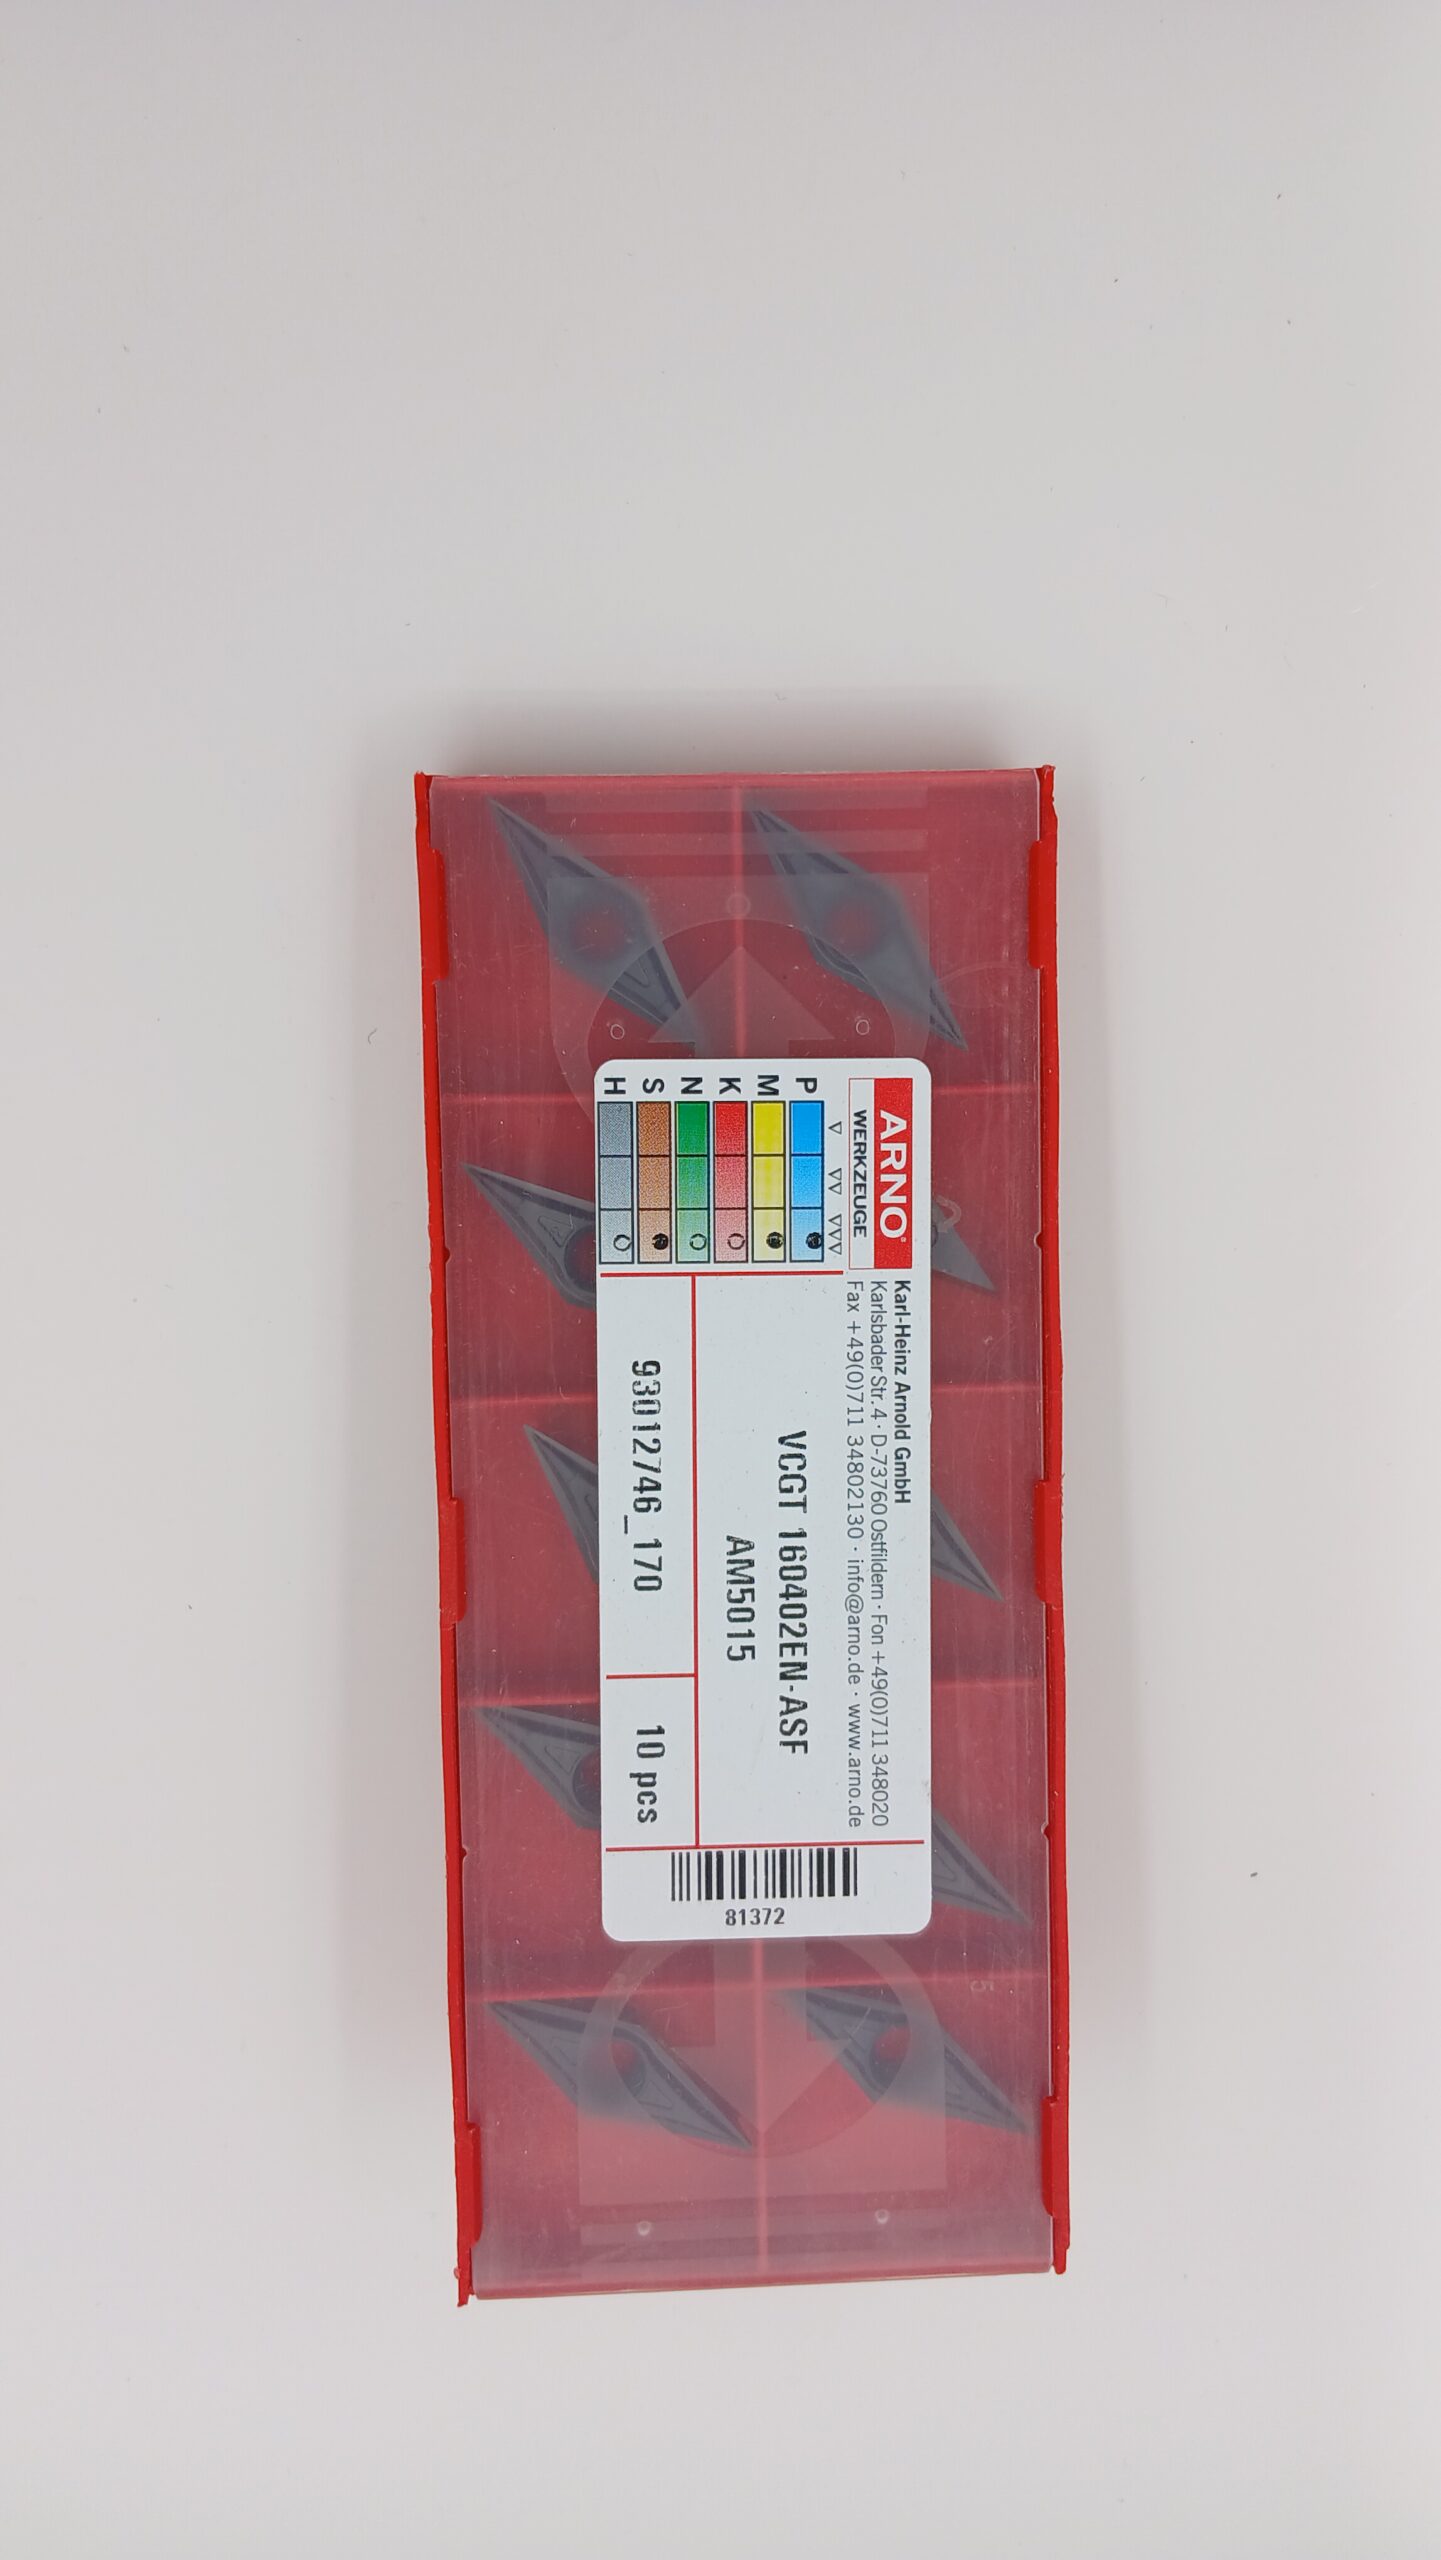 ARNO®
WERKZEUGE
Karl-Heinz Arnold GmbH
Karlsbader Str. 4 · D-73760 Ostfildern · Fon +49(0)711 348020
Fax +49(0)711 34802130 · info@arno.de · www.arno.de
P
M
K
N
S
H
VCGT 160402EN-ASF
AM5015
93012746_170
10 pcs
81372
5